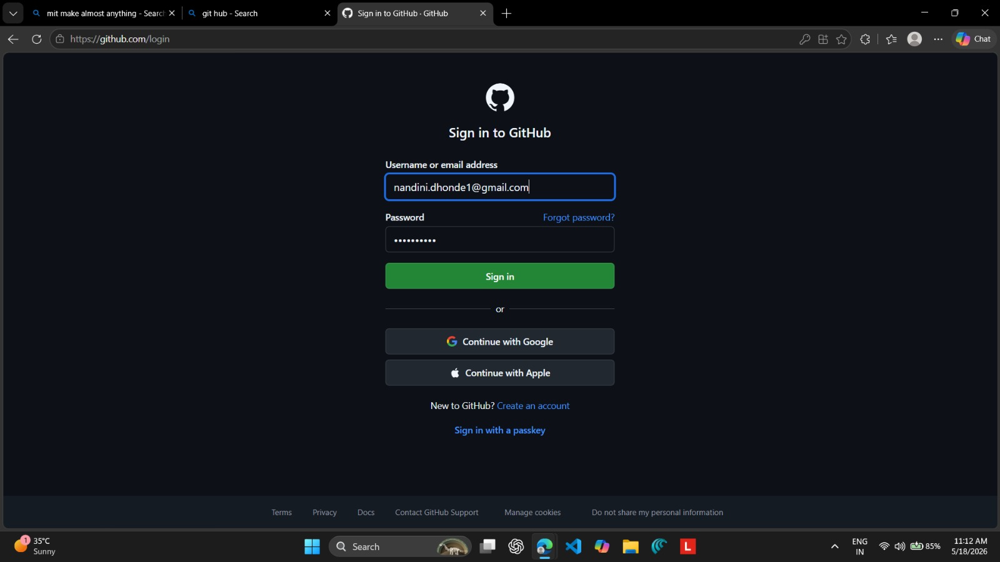 mit make almost anything - Search
git hub - Search
Sign in to GitHub · GitHub
https://github.com/login
Chat
Sign in to GitHub
Username or email address
nandini.dhonde1@gmail.com
Password
Forgot password?
••••••••••
Sign in
or
Continue with Google
Continue with Apple
New to GitHub? Create an account
Sign in with a passkey
Terms
Privacy
Docs
Contact GitHub Support
Manage cookies
Do not share my personal information
1
35°C
Sunny
Search
L
ENG
IN
85%
11:12 AM
5/18/2026